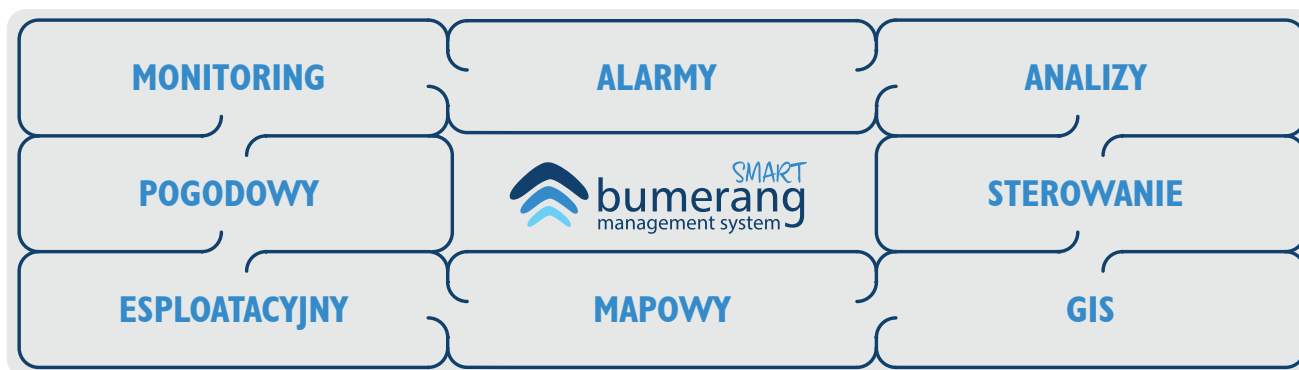 MONITORING
ALARMY
ANALIZY
POGODOWY
SMART
bumerang
management system
STEROWANIE
ESPLOATACYJNY
MAPOWY
GIS